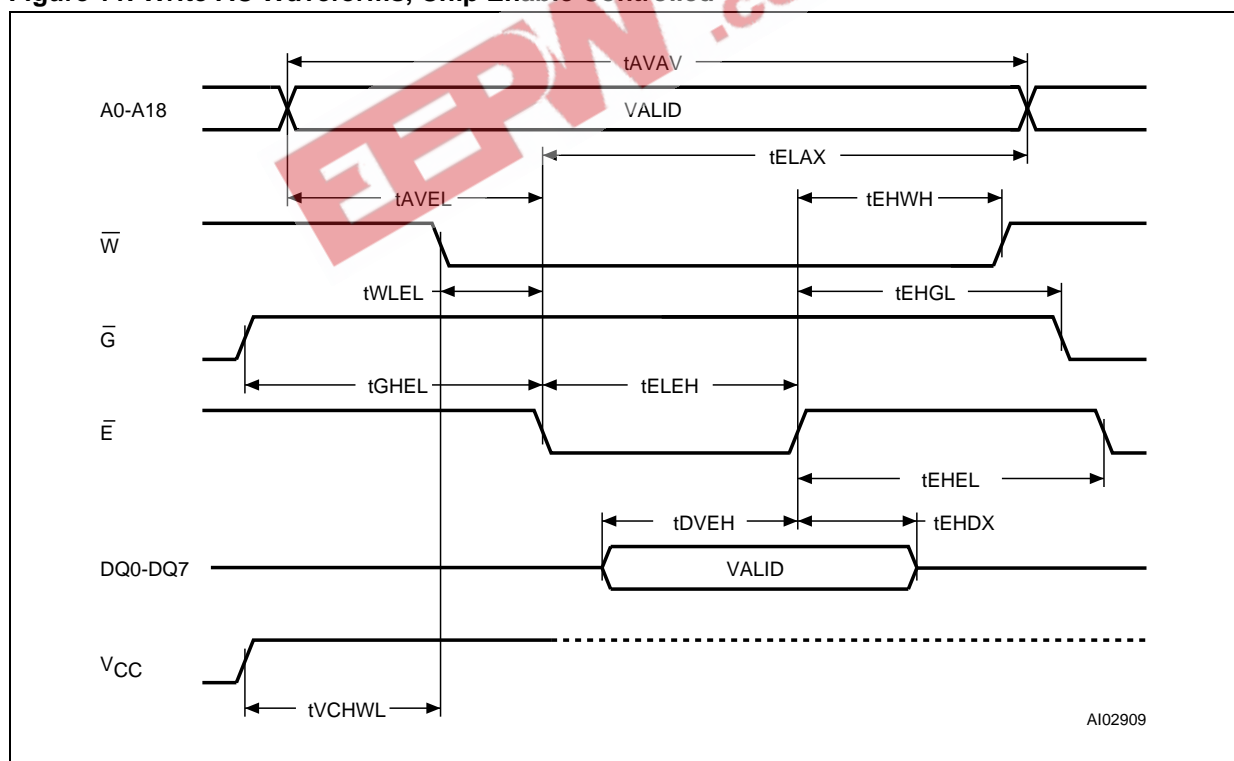 tAVAV
A0-A18
VALID
tELAX
tAVEL
tEHWH
W
tWLEL
tEHGL
G
tGHEL
tELEH
E
tEHEL
tDVEH
tEHDX
DQ0-DQ7
VALID
VCC
tVCHWL
AI02909
EEPW